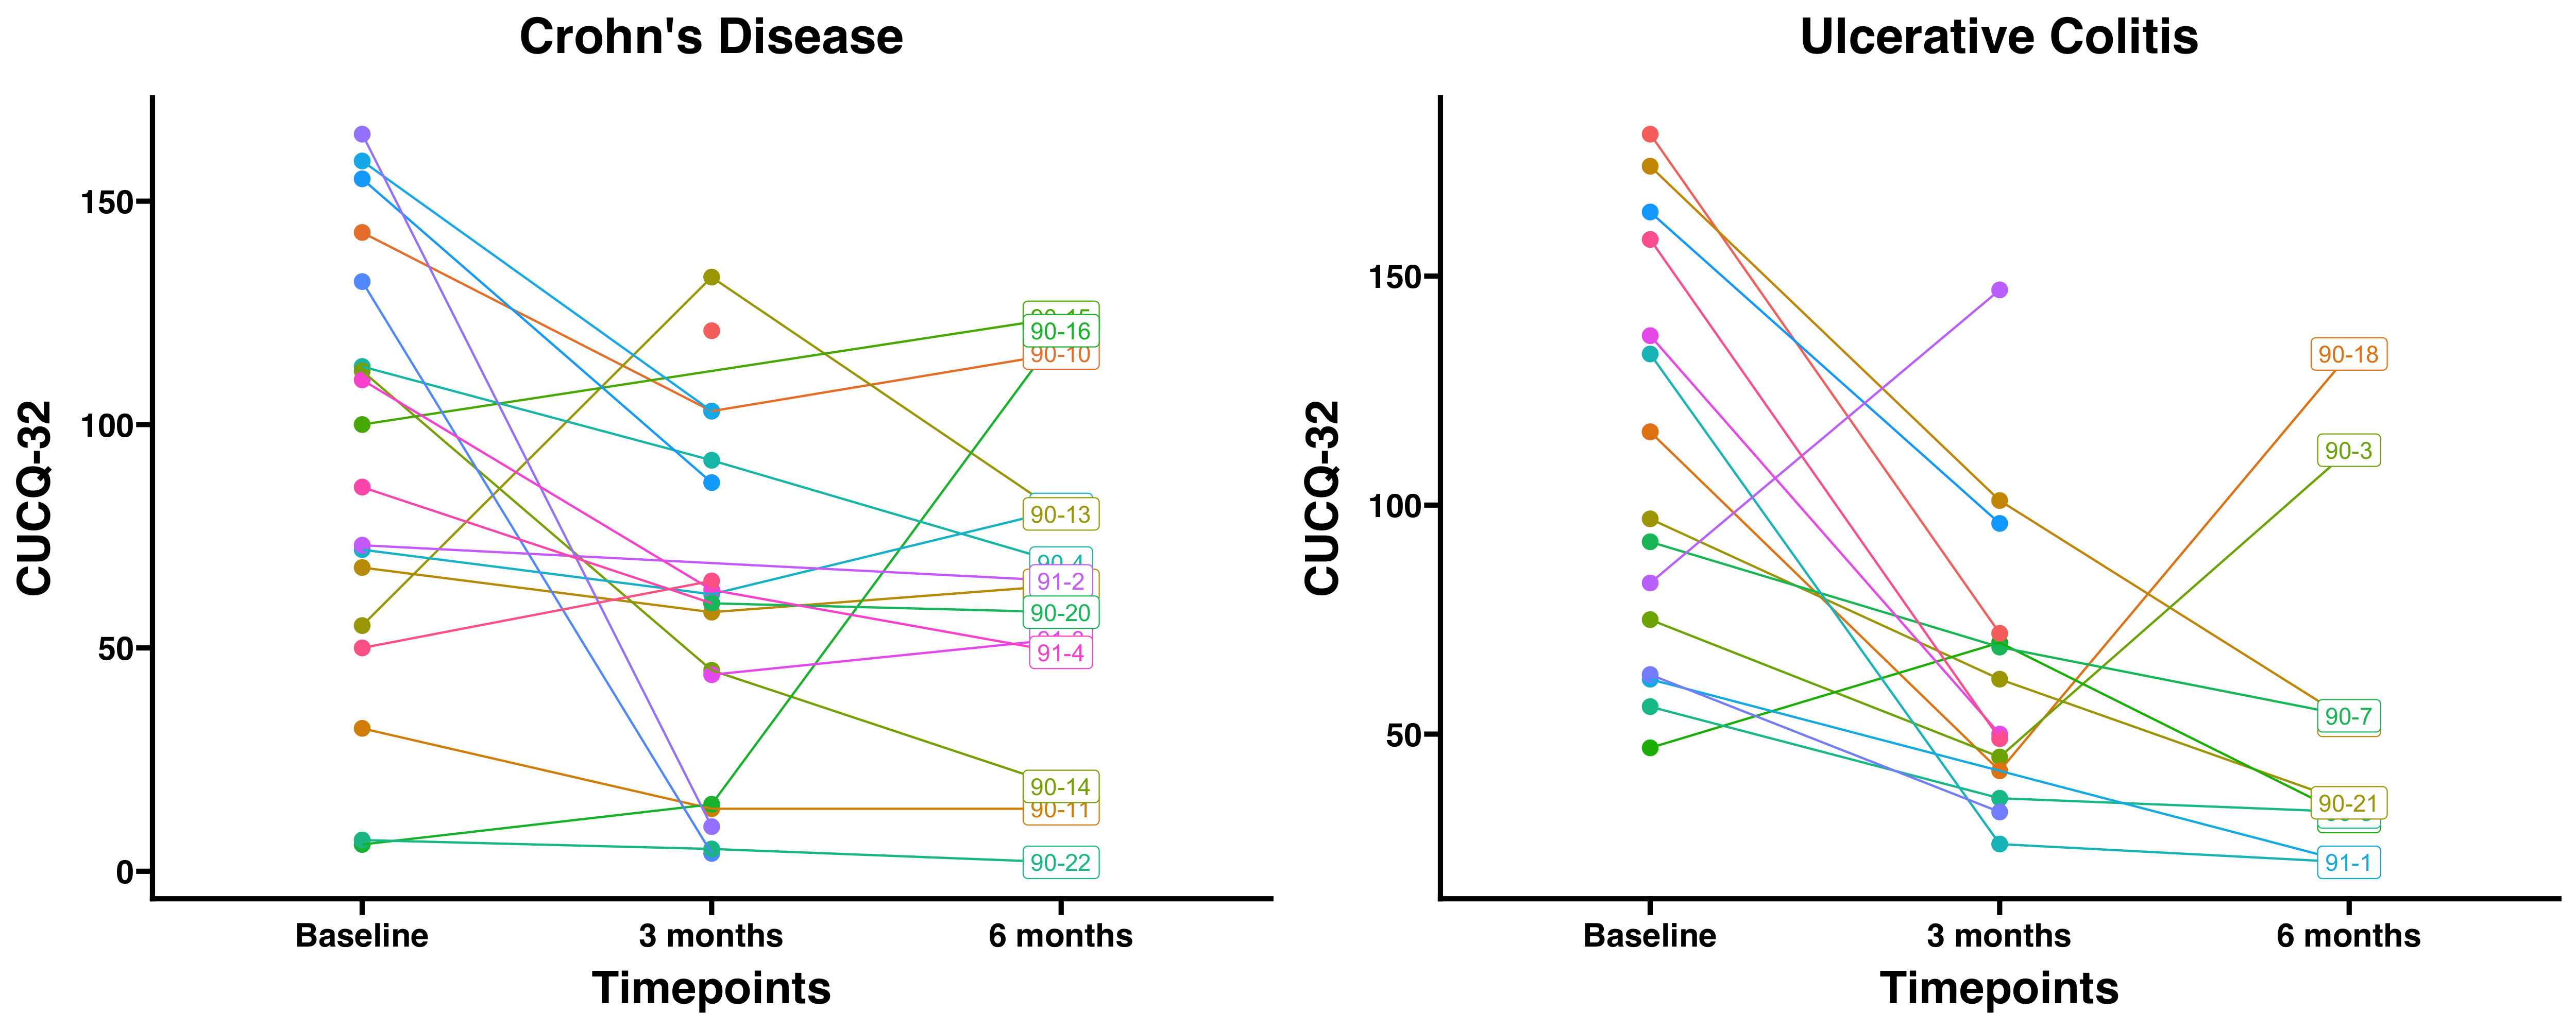 Crohn's Disease
CUCQ-32
150
100
50
0
90-16
90-10
90-13
90-4
91-2
90-20
91-4
90-14
90-11
90-22
Baseline
3 months
6 months
Timepoints
Ulcerative Colitis
CUCQ-32
150
100
50
90-18
90-3
90-7
90-21
91-1
Baseline
3 months
6 months
Timepoints